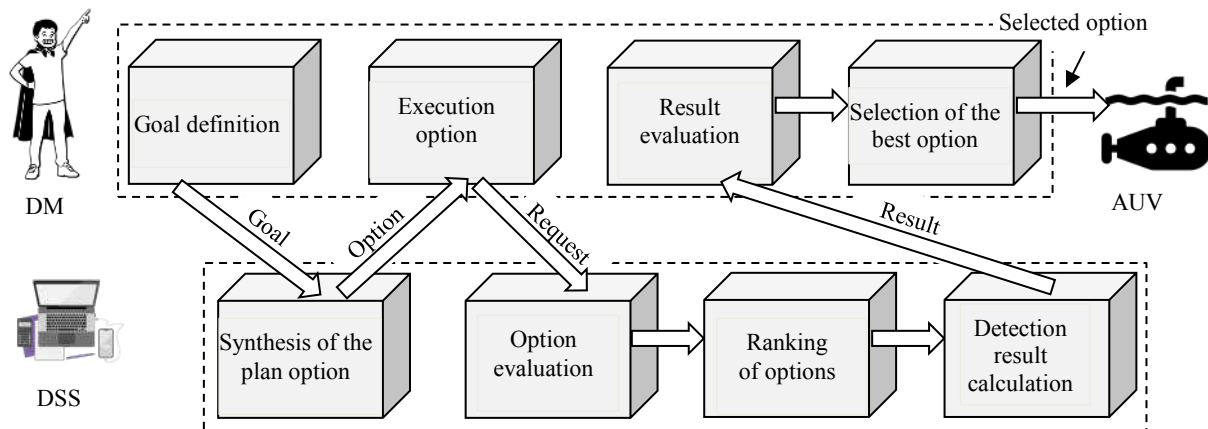 Selected option
Goal definition
Execution
option
Result
evaluation
Selection of the
best option
DM
AUV
Goal
Option
Request
Result
Synthesis of the
plan option
Option
evaluation
Ranking
of options
Detection
result
calculation
DSS